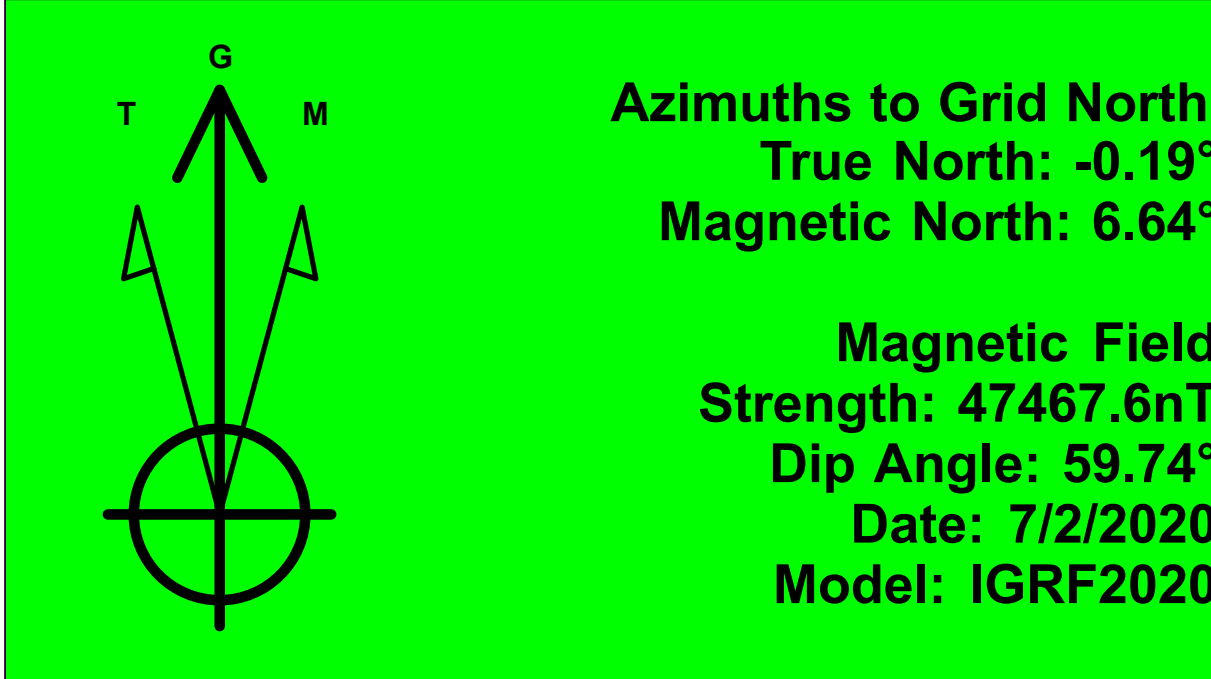 G
T M
Azimuths to Grid North
True North: -0.19°
Magnetic North: 6.64°
Magnetic Field
Strength: 47467.6nT
Dip Angle: 59.74°
Date: 7/2/2020
Model: IGRF2020